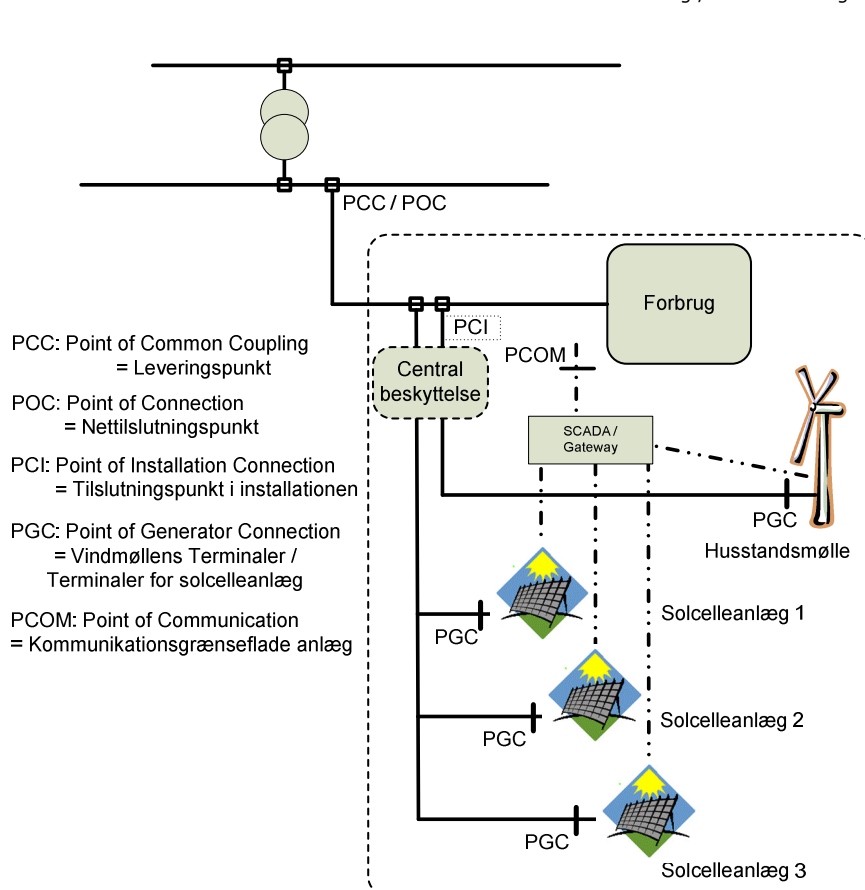 PCC / POC
Forbrug
PCI
PCOM
Central
beskyttelse
SCADA /
Gateway
PCC: Point of Common Coupling
= Leveringspunkt
POC: Point of Connection
= Nettilslutningspunkt
PCI: Point of Installation Connection
= Tilslutningspunkt i installationen
PGC: Point of Generator Connection
= Vindmøllens Terminaler /
Terminaler for solcelleanlæg
PCOM: Point of Communication
= Kommunikationsgrænseflade anlæg
PGC
Husstandsmølle
PGC
Solcelleanlæg 1
PGC
Solcelleanlæg 2
PGC
Solcelleanlæg 3